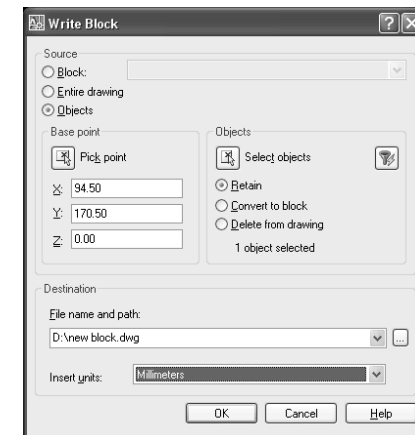 Write Block
Source
Block:
Entire drawing
Objects
Base point
Pick point
X: 94.50
Y: 170.50
Z: 0.00
Objects
Select objects
Retain
Convert to block
Delete from drawing
1 object selected
Destination
File name and path:
D:\new block.dwg
Insert units: Millimeters
OK Cancel Help